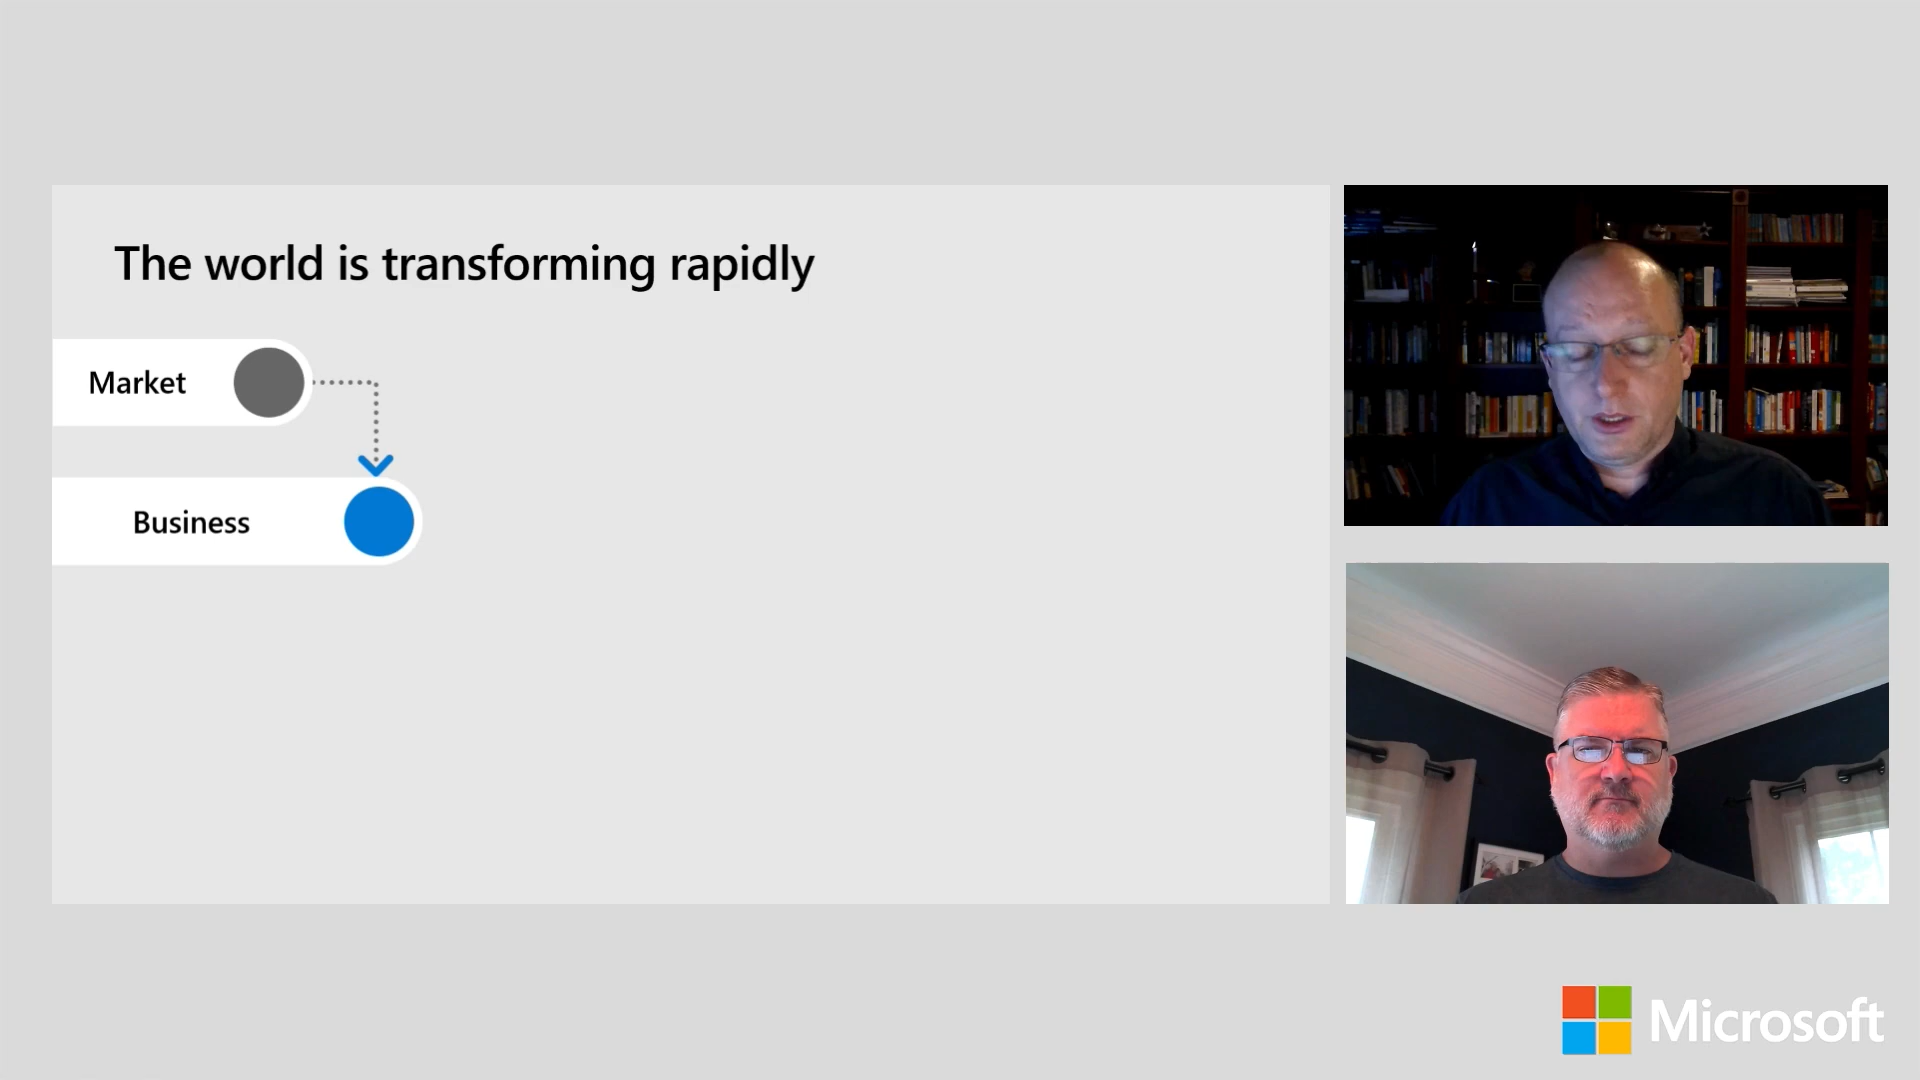 The world is transforming rapidly
Market
Business
Microsoft